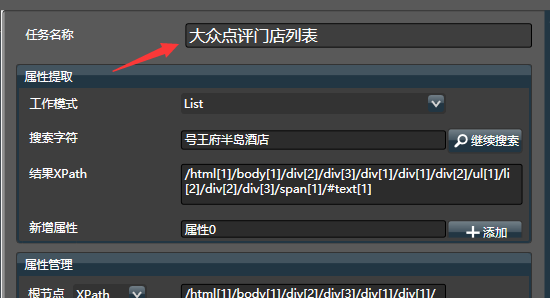 任务名称 大众点评门店列表
属性提取
工作模式 List
搜索字符 号王府半岛酒店 继续搜索
结果XPath /html[1]/body[1]/div[2]/div[3]/div[1]/div[1]/div[2]/ul[1]/li
[2]/div[2]/div[3]/span[1]/#text[1]
新增属性 属性0 添加
属性管理
根节点 XPath /html[1]/body[1]/div[2]/div[3]/div[1]/div[1]/